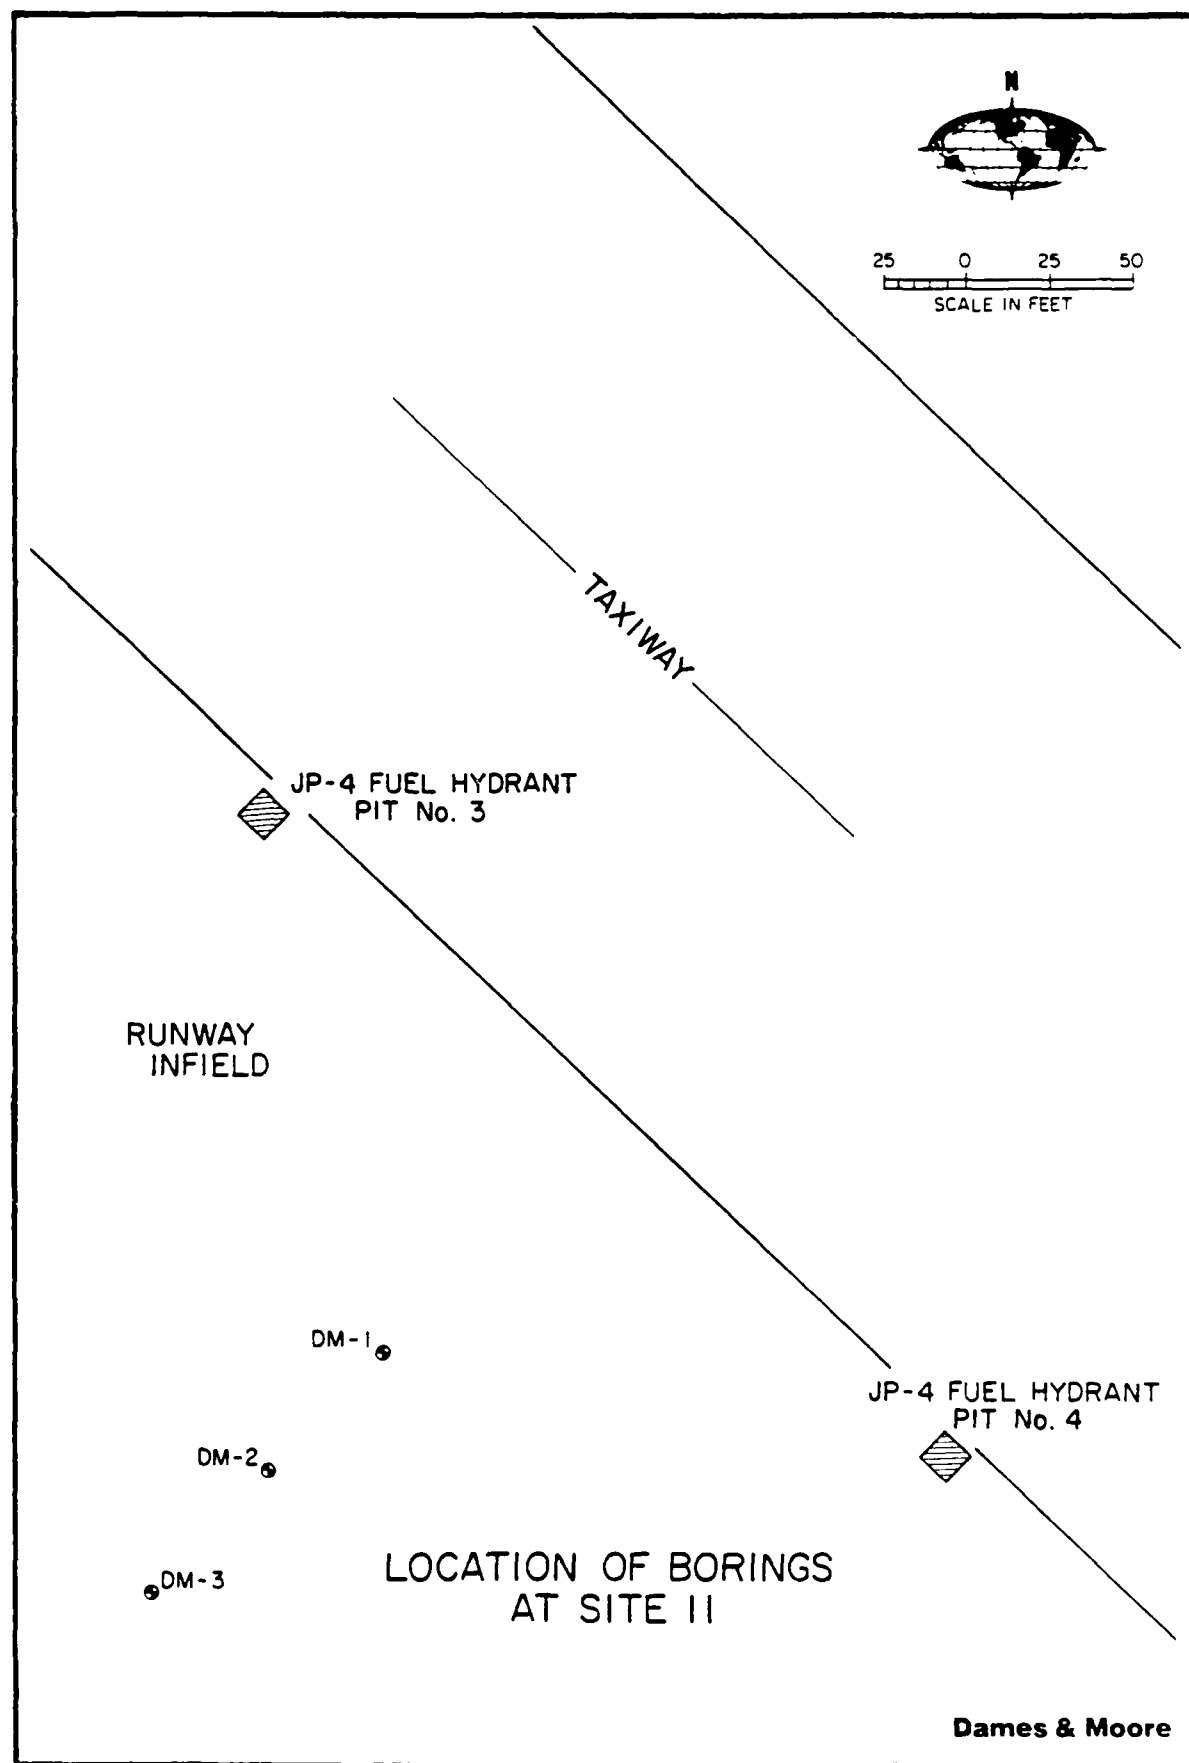 N
25 0 25 50
SCALE IN FEET
TAXIWAY
JP-4 FUEL HYDRANT
PIT No. 3
RUNWAY
INFIELD
DM-1
JP-4 FUEL HYDRANT
PIT No. 4
DM-2
DM-3
LOCATION OF BORINGS
AT SITE 11
Dames & Moore